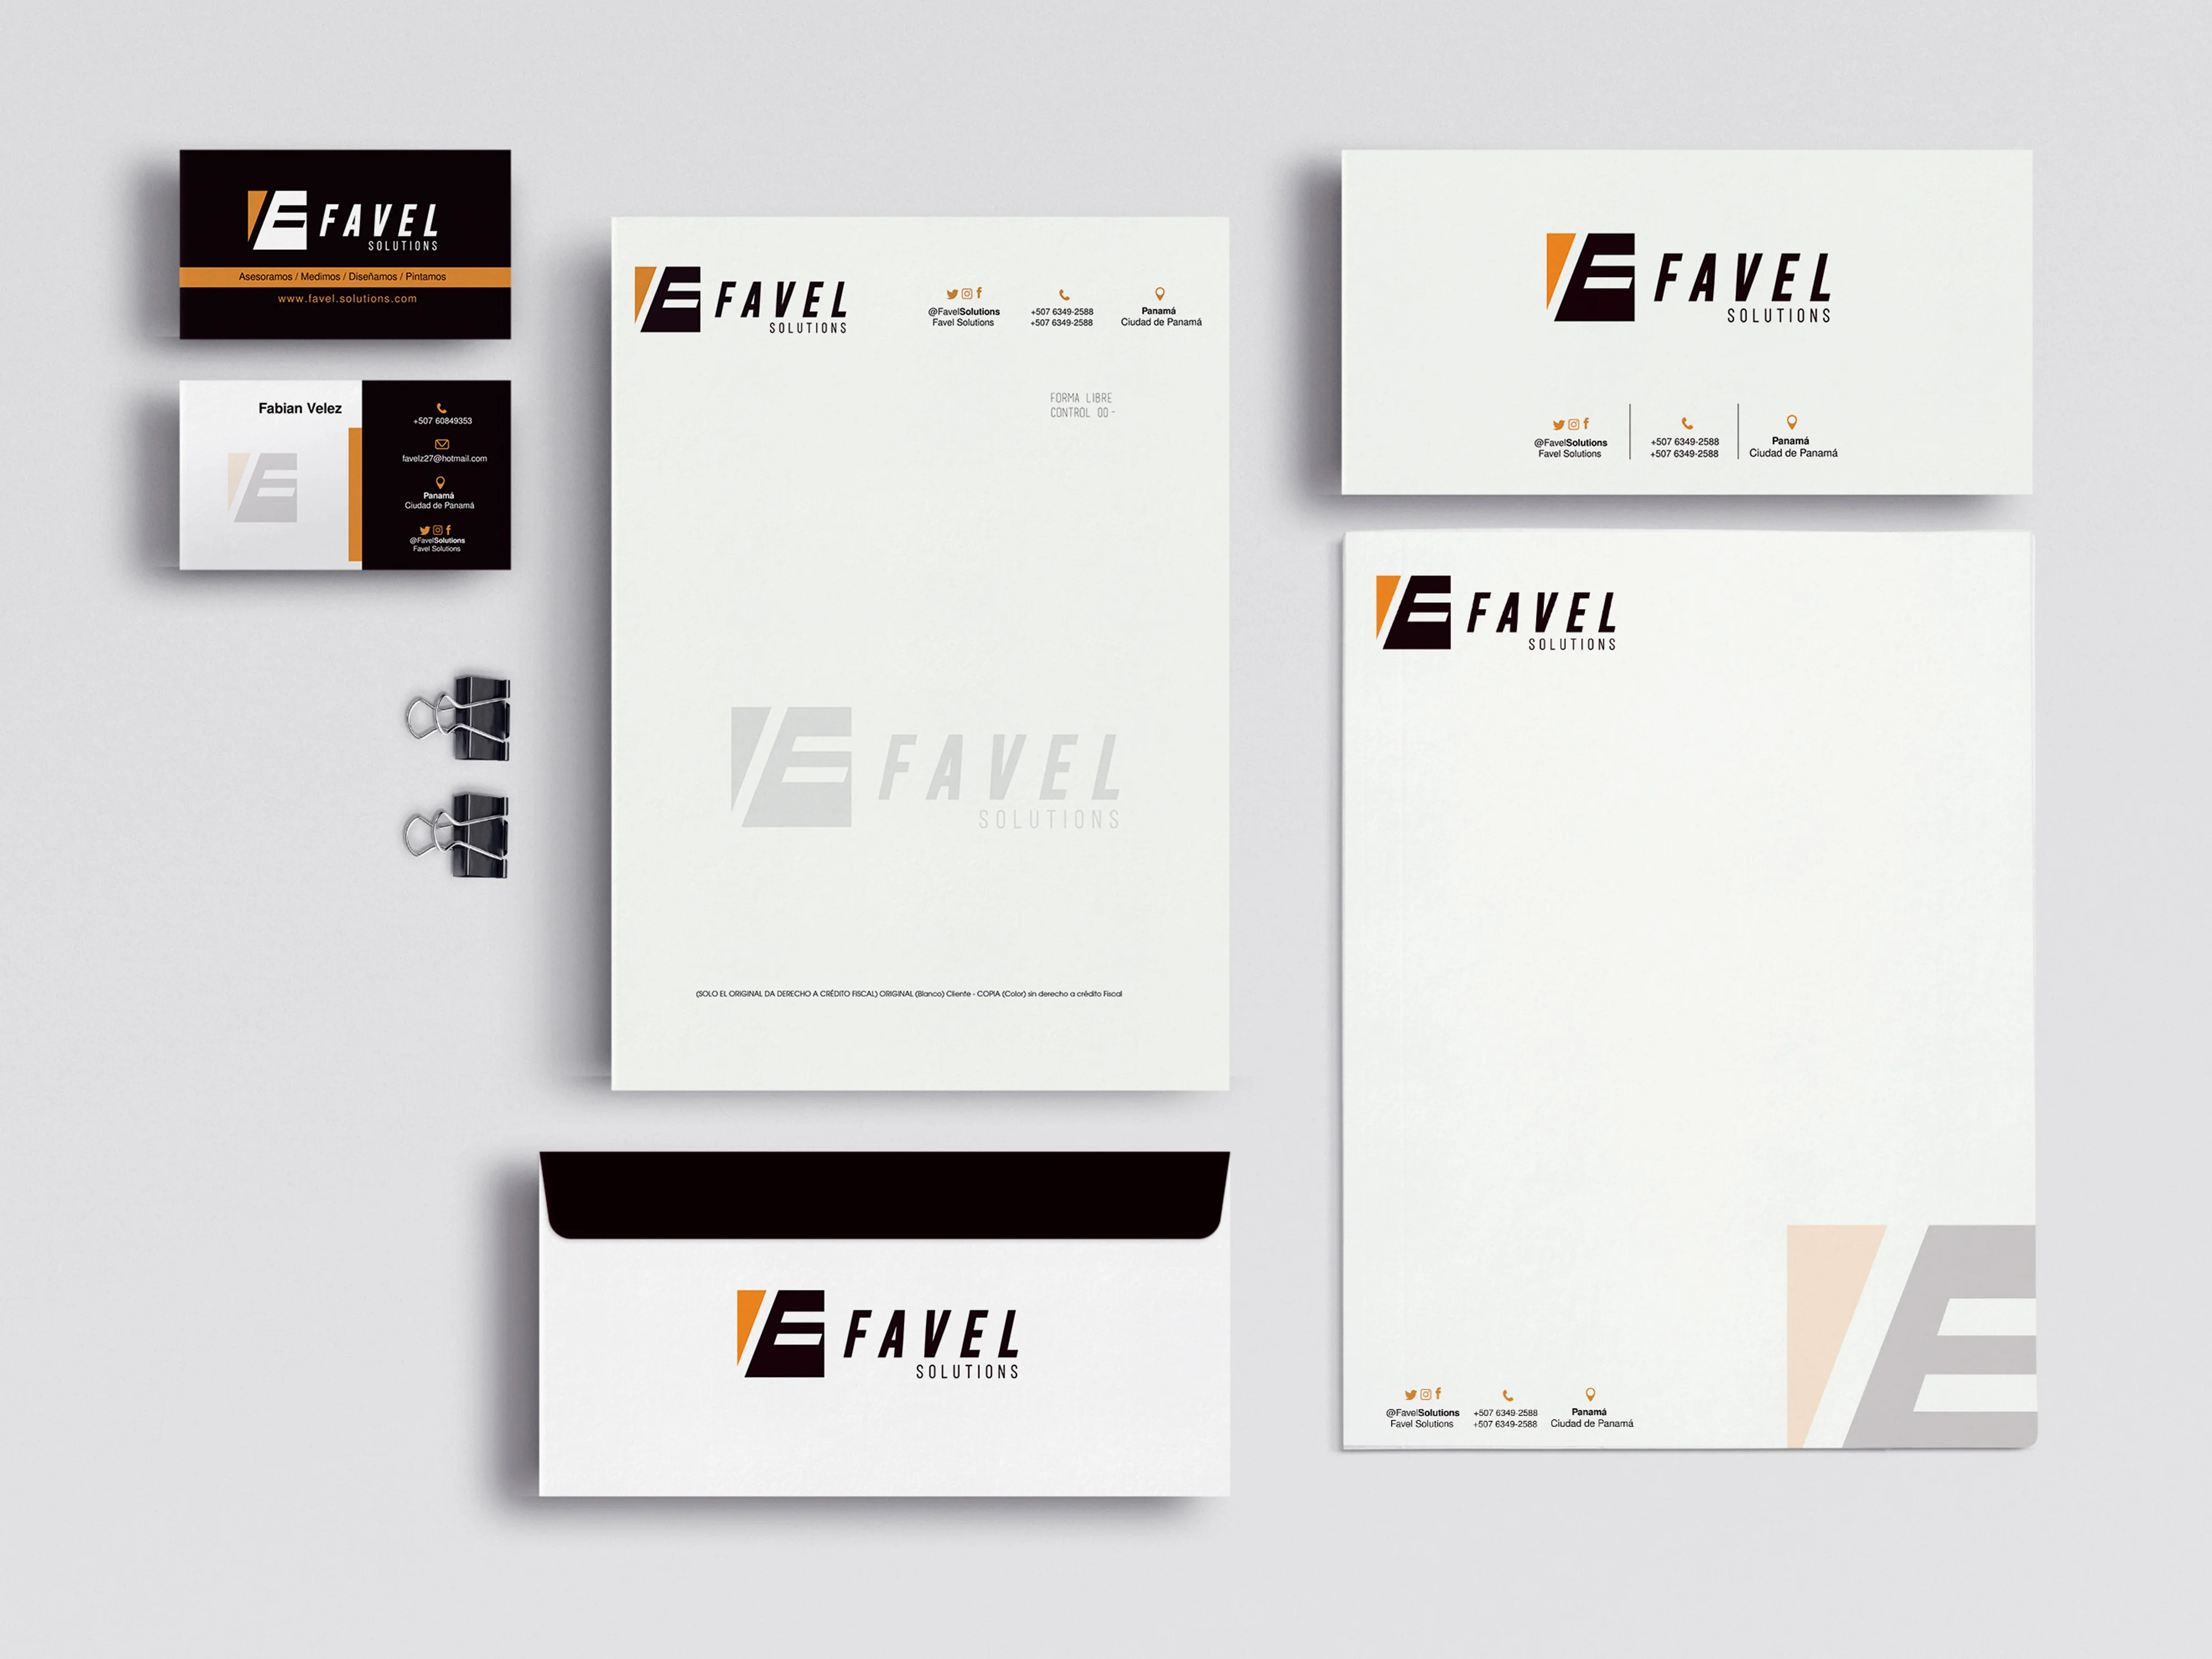 FAVEL
SOLUTIONS
Asesoramos / Medimos / Diseñamos / Pintamos
www.favel.solutions.com
Fabian Velez
+507 60849353
favelz27@hotmail.com
Panamá
Ciudad de Panamá
@FavelSolutions
Favel Solutions
FAVEL
SOLUTIONS
@FavelSolutions
Favel Solutions
+507 6349-2588
+507 6349-2588
Panamá
Ciudad de Panamá
FORMA LIBRE
CONTROL 00-
FAVEL
SOLUTIONS
(SOLO EL ORIGINAL DA DERECHO A CRÉDITO FISCAL) ORIGINAL (Blanco) Cliente - COPIA (Color) sin derecho a crédito Fiscal
FAVEL
SOLUTIONS
FAVEL
SOLUTIONS
@FavelSolutions
Favel Solutions
+507 6349-2588
+507 6349-2588
Panamá
Ciudad de Panamá
FAVEL
SOLUTIONS
@FavelSolutions
Favel Solutions
+507 6349-2588
+507 6349-2588
Panamá
Ciudad de Panamá